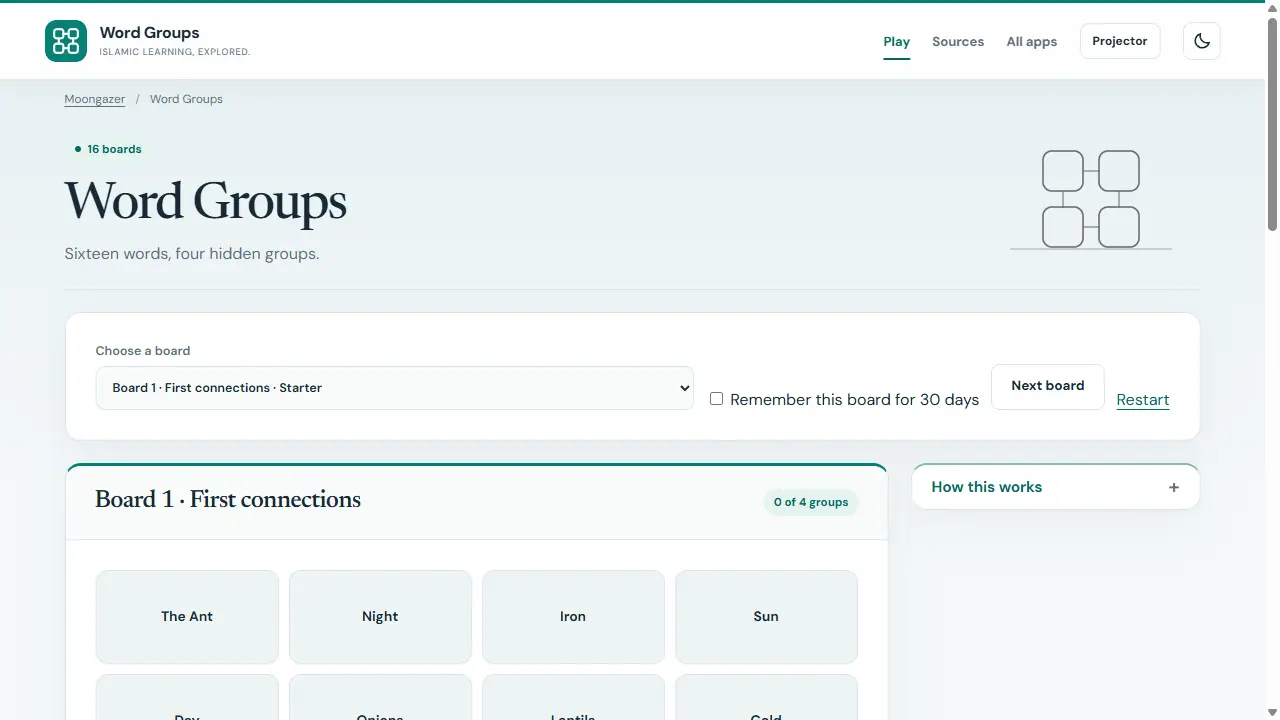 Word Groups
ISLAMIC LEARNING, EXPLORED.
Play
Sources
All apps
Projector
Moongazer / Word Groups
16 boards
Word Groups
Sixteen words, four hidden groups.
Choose a board
Board 1 · First connections · Starter
Remember this board for 30 days
Next board
Restart
Board 1 · First connections
0 of 4 groups
How this works +
The Ant
Night
Iron
Sun
Day
Onions
Lentils
Gold